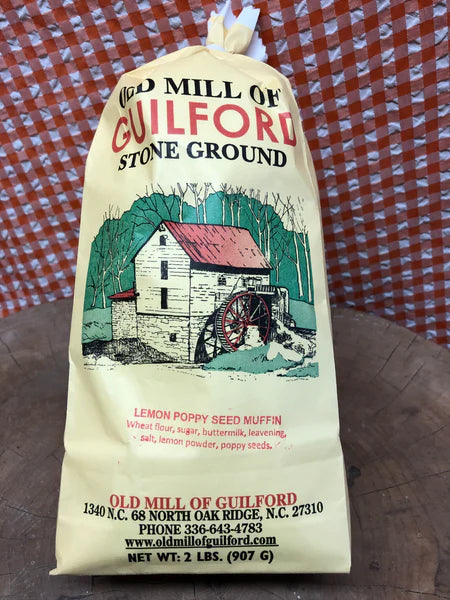 OLD MILL OF
GUILFORD
STONE GROUND
LEMON POPPY SEED MUFFIN
Wheat flour, sugar, buttermilk, leavening,
salt, lemon powder, poppy seeds.
OLD MILL OF GUILFORD
1340 N.C. 68 NORTH OAK RIDGE, N.C. 27310
PHONE 336-643-4783
www.oldmillofguilford.com
NET WT: 2 LBS. (907 G)